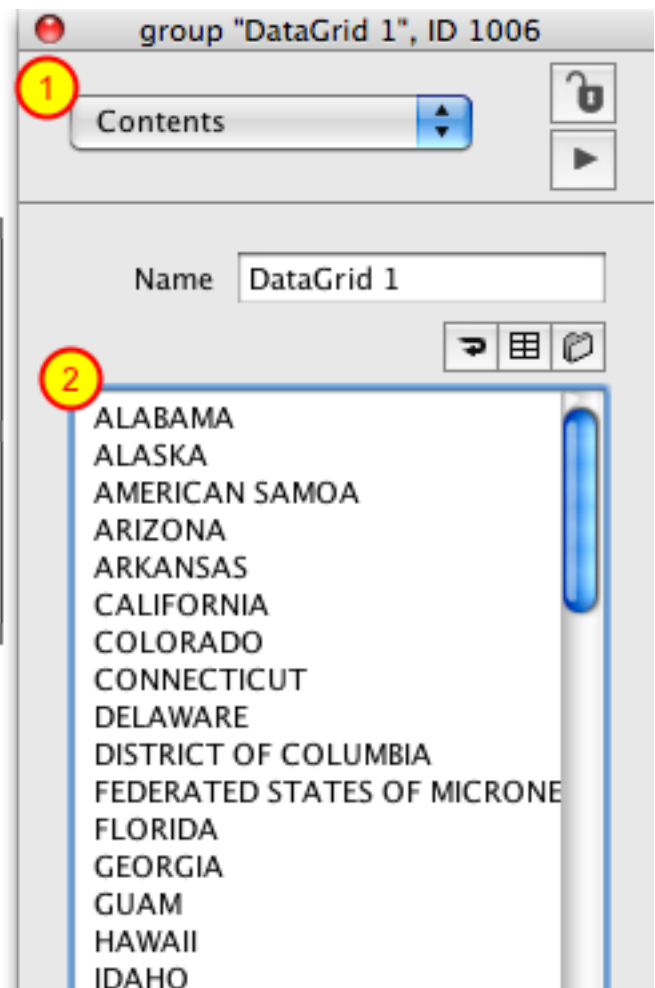 group "DataGrid 1", ID 1006
1
Contents
Name DataGrid 1
2
ALABAMA
ALASKA
AMERICAN SAMOA
ARIZONA
ARKANSAS
CALIFORNIA
COLORADO
CONNECTICUT
DELAWARE
DISTRICT OF COLUMBIA
FEDERATED STATES OF MICRONE
FLORIDA
GEORGIA
GUAM
HAWAII
IDAHO